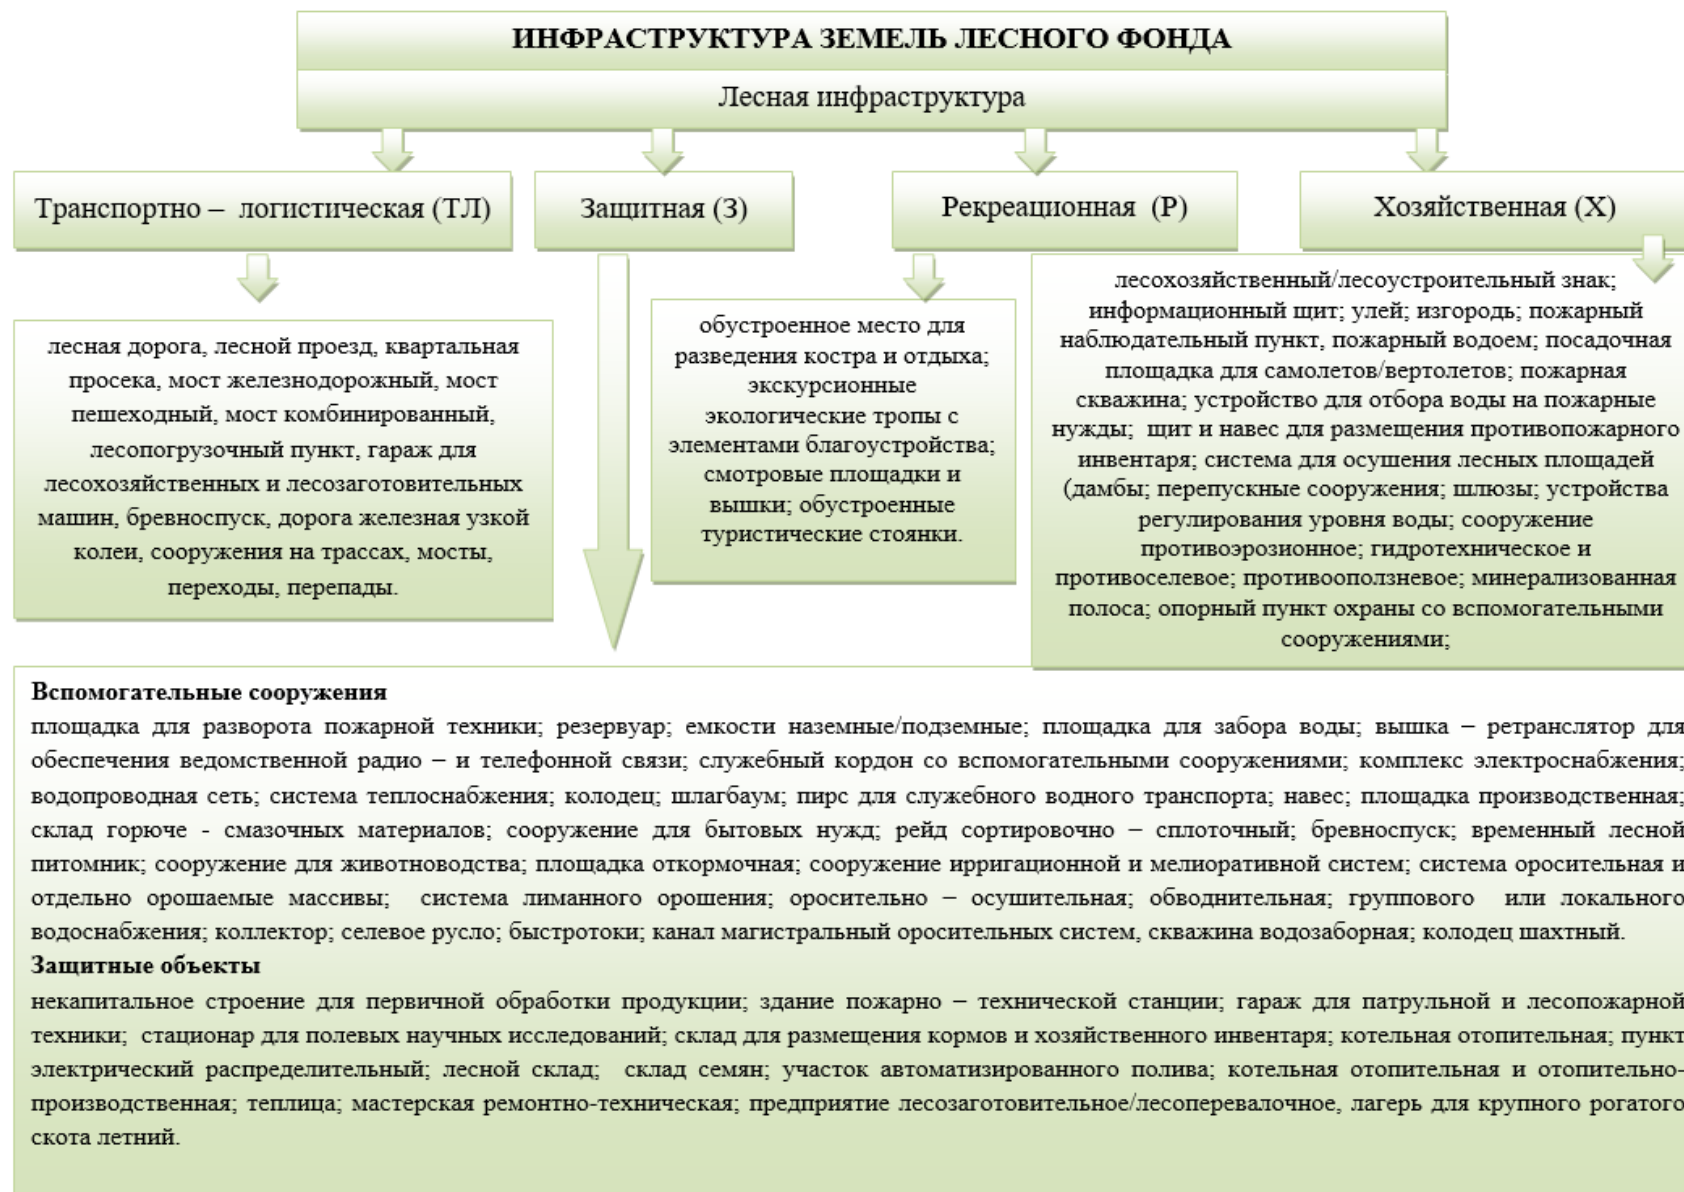 ИНФРАСТРУКТУРА ЗЕМЕЛЬ ЛЕСНОГО ФОНДА
Лесная инфраструктура
Транспортно – логистическая (ТЛ)
Защитная (З)
Рекреационная (Р)
Хозяйственная (Х)
лесная дорога, лесной проезд, квартальная
просека, мост железнодорожный, мост
пешеходный, мост комбинированный,
лесопогрузочный пункт, гараж для
лесохозяйственных и лесозаготовительных
машин, бревноспуск, дорога железная узкой
колеи, сооружения на трассах, мосты,
переходы, перепады.
обустроенное место для
разведения костра и отдыха;
экскурсионные
экологические тропы с
элементами благоустройства;
смотровые площадки и
вышки; обустроенные
туристические стоянки.
лесохозяйственный/лесоустроительный знак;
информационный щит; улей; изгородь; пожарный
наблюдательный пункт, пожарный водоем; посадочная
площадка для самолетов/вертолетов; пожарная
скважина; устройство для отбора воды на пожарные
нужды; щит и навес для размещения противопожарного
инвентаря; система для осушения лесных площадей
(дамбы; перепускные сооружения; шлюзы; устройства
регулирования уровня воды; сооружение
противоэрозионное; гидротехническое и
противоселевое; противооползневое; минерализованная
полоса; опорный пункт охраны со вспомогательными
сооружениями;
Вспомогательные сооружения
площадка для разворота пожарной техники; резервуар; емкости наземные/подземные; площадка для забора воды; вышка – ретранслятор для
обеспечения ведомственной радио – и телефонной связи; служебный кордон со вспомогательными сооружениями; комплекс электроснабжения;
водопроводная сеть; система теплоснабжения; колодец; шлагбаум; пирс для служебного водного транспорта; навес; площадка производственная;
склад горюче - смазочных материалов; сооружение для бытовых нужд; рейд сортировочно – сплоточный; бревноспуск; временный лесной
питомник; сооружение для животноводства; площадка откормочная; сооружение ирригационной и мелиоративной систем; система оросительная и
отдельно орошаемые массивы; система лиманного орошения; оросительно – осушительная; обводнительная; группового или локального
водоснабжения; коллектор; селевое русло; быстротоки; канал магистральный оросительных систем, скважина водозаборная; колодец шахтный.
Защитные объекты
некапитальное строение для первичной обработки продукции; здание пожарно – технической станции; гараж для патрульной и лесопожарной
техники; стационар для полевых научных исследований; склад для размещения кормов и хозяйственного инвентаря; котельная отопительная; пункт
электрический распределительный; лесной склад; склад семян; участок автоматизированного полива; котельная отопительная и отопительно-
производственная; теплица; мастерская ремонтно-техническая; предприятие лесозаготовительное/лесоперевалочное, лагерь для крупного рогатого
скота летний.